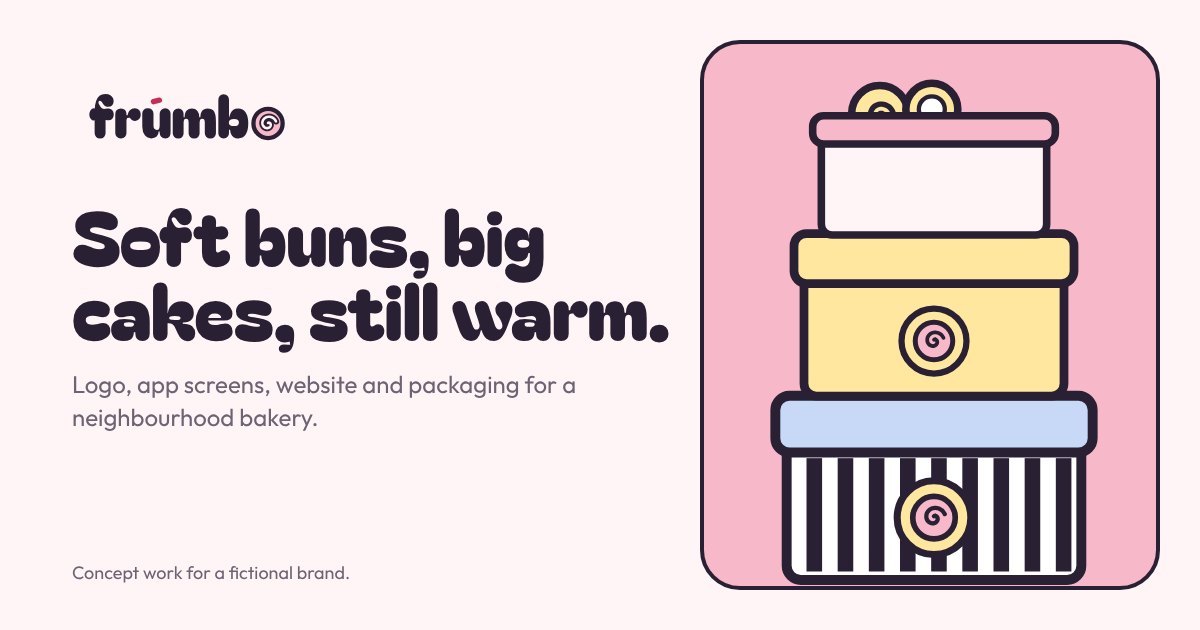 frúmbo
Soft buns, big
cakes, still warm.
Logo, app screens, website and packaging for a
neighbourhood bakery.
Concept work for a fictional brand.